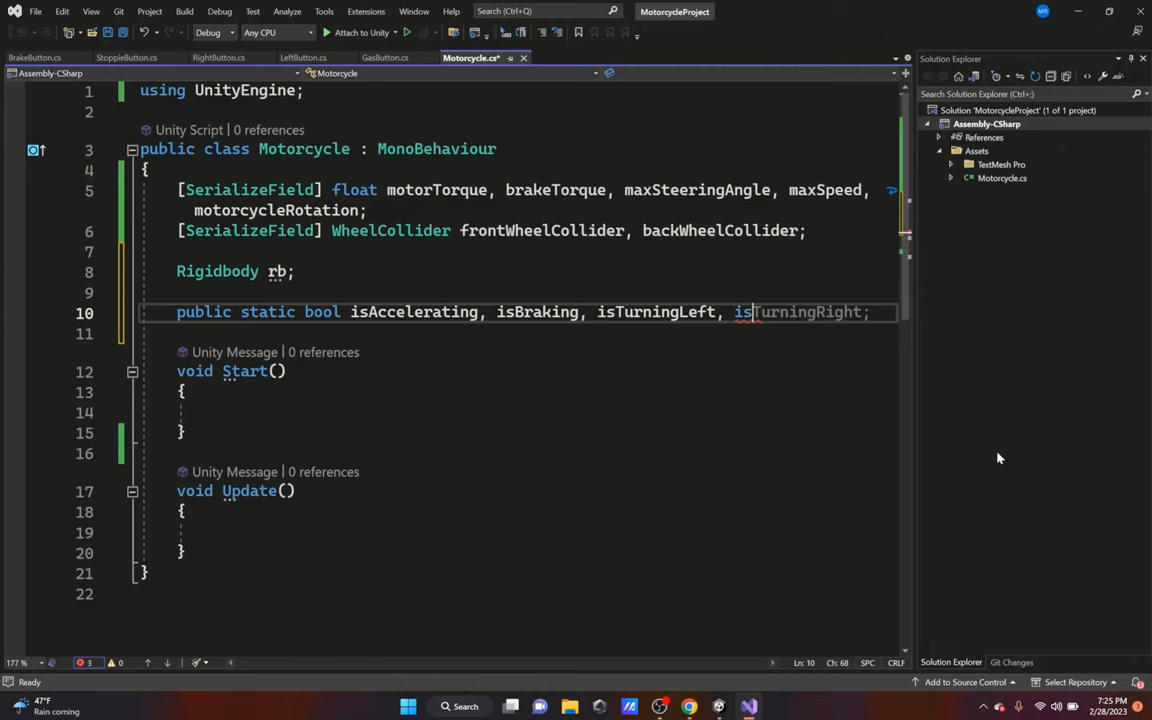 File Edit View Git Project Build Debug Test Analyze Tools Extensions Window Help Search (Ctrl+Q) MotorcycleProject MR
Debug Any CPU Attach to Unity
BrakeButton.cs StoppieButton.cs RightButton.cs LeftButton.cs GasButton.cs Motorcycle.cs*
Assembly-CSharp Motorcycle
Solution Explorer
Search Solution Explorer (Ctrl+;)
Solution 'MotorcycleProject' (1 of 1 project)
Assembly-CSharp
References
Assets
TextMesh Pro
Motorcycle.cs
1 using UnityEngine;
2
Unity Script | 0 references
3 public class Motorcycle : MonoBehaviour
4 {
5 [SerializeField] float motorTorque, brakeTorque, maxSteeringAngle, maxSpeed,
motorcycleRotation;
6 [SerializeField] WheelCollider frontWheelCollider, backWheelCollider;
7
8 Rigidbody rb;
9
10 public static bool isAccelerating, isBraking, isTurningLeft, isTurningRight;
11
Unity Message | 0 references
12 void Start()
13 {
14
15 }
16
Unity Message | 0 references
17 void Update()
18 {
19
20 }
21 }
22
177 % 3 0 Ln: 10 Ch: 68 SPC CRLF
Solution Explorer Git Changes
Ready Add to Source Control Select Repository
47°F
Rain coming
Search
7:25 PM
2/28/2023